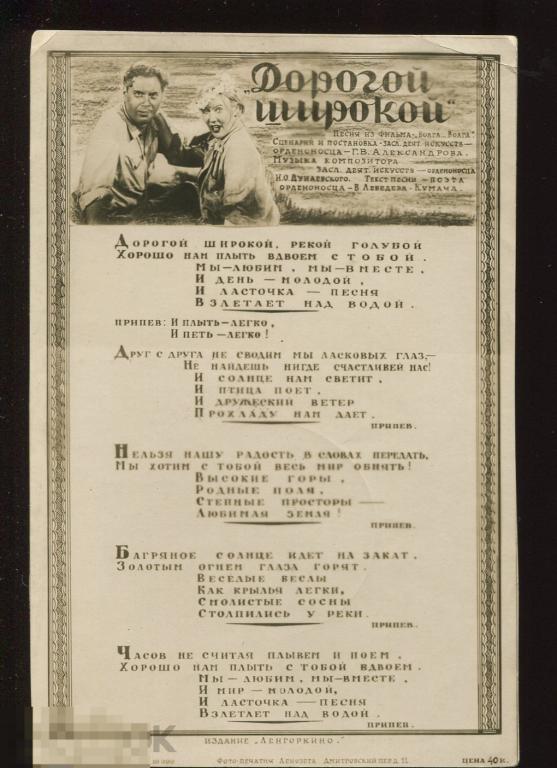 „Дорогой
широкой"
Песня из фильма-„Волга-Волга"
Сценарий и постановка-засл.деят.искусств-
орденоносца-Г.В.Александрова.
Музыка композитора
засл.деят.искусств-орденоносца
И.О.Дунаевского. Текст песни-поэта
орденоносца-В.Лебедева-Кумача.
Дорогой широкой, рекой голубой
Хорошо нам плыть вдвоем с тобой.
Мы-любим, мы-вместе,
И день-молодой,
И ласточка-песня
Взлетает над водой.
припев: И плыть-легко,
И петь-легко!
Друг с друга не сводим мы ласковых глаз,-
Не найдешь нигде счастливей нас!
И солнце нам светит,
И птица поет,
И дружеский ветер
Прохладу нам дает.
припев.
Нельзя нашу радость в словах передать,
Мы хотим с тобой весь мир обнять!
Высокие горы,
Родные поля,
Степные просторы-
Любимая земля!
припев.
Багряное солнце идет на закат.
Золотым огнем глаза горят.
Веселые веслы
Как крылья легки,
Смолистые сосны
Столпились у реки.
припев.
Часов не считая плывем и поем.
Хорошо нам плыть с тобой вдвоем.
Мы-любим, мы-вместе.
И мир-молодой,
И ласточка-песня
Взлетает над водой.
припев.
издание „Ленгоркино."
Фото-печатня Ленкузета Дмитровский пер д.11.
цена 40к.